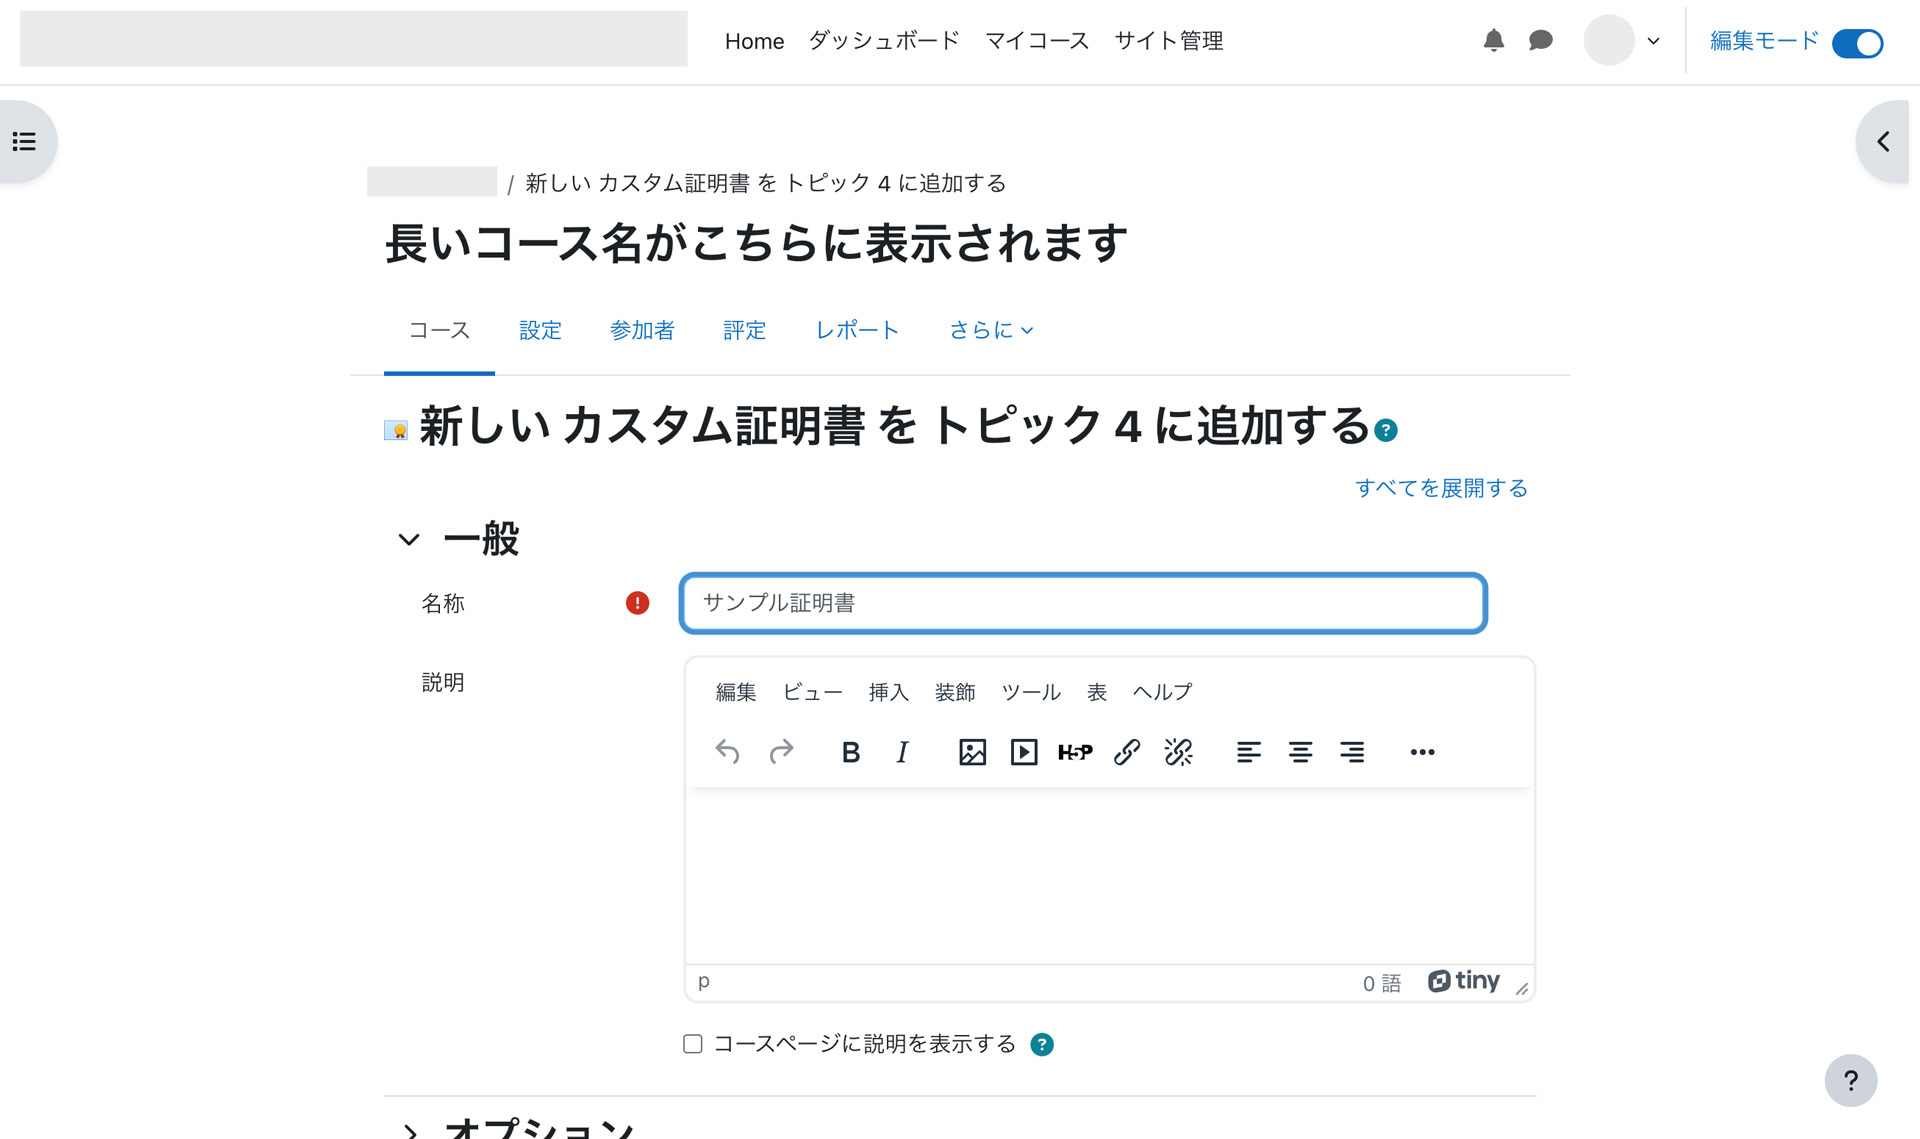 Home ダッシュボード マイコース サイト管理 編集モード
/ 新しい カスタム証明書 を トピック 4 に追加する
長いコース名がこちらに表示されます
コース 設定 参加者 評定 レポート さらに
新しい カスタム証明書 を トピック 4 に追加する ?
すべてを展開する
一般
名称 ! サンプル証明書
説明
編集 ビュー 挿入 装飾 ツール 表 ヘルプ
B I H5P
p 0 語 tiny
コースページに説明を表示する ?
?
オプション